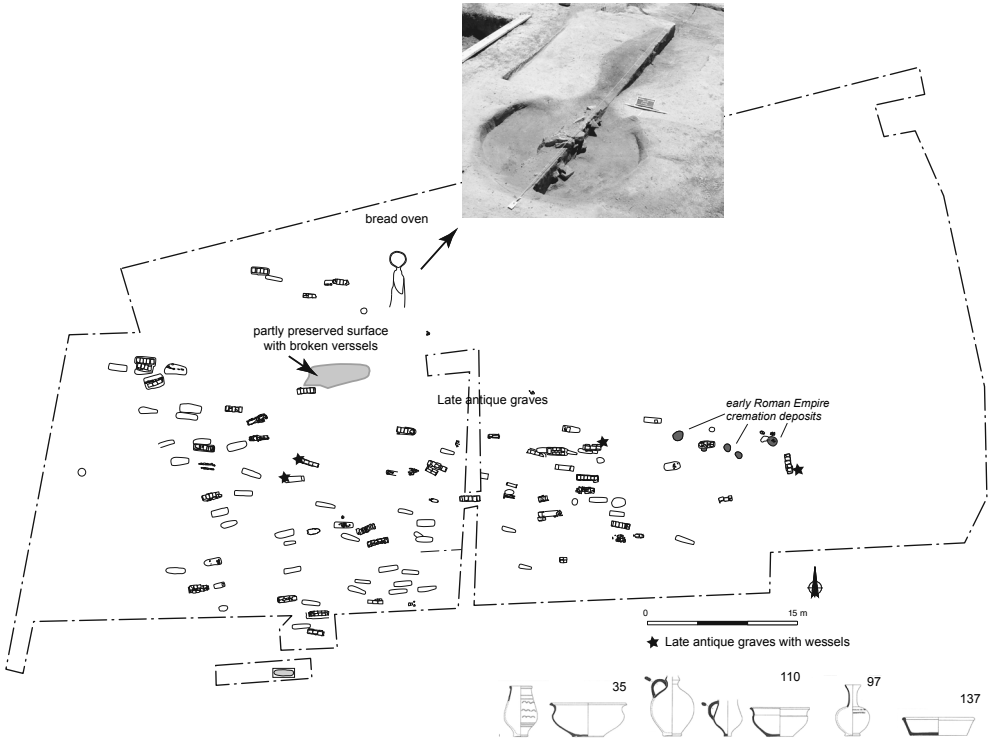 bread oven
partly preserved surface
with broken verssels
Late antique graves
early Roman Empire
cremation deposits
0 15 m
Late antique graves with wessels
35
110
97
137